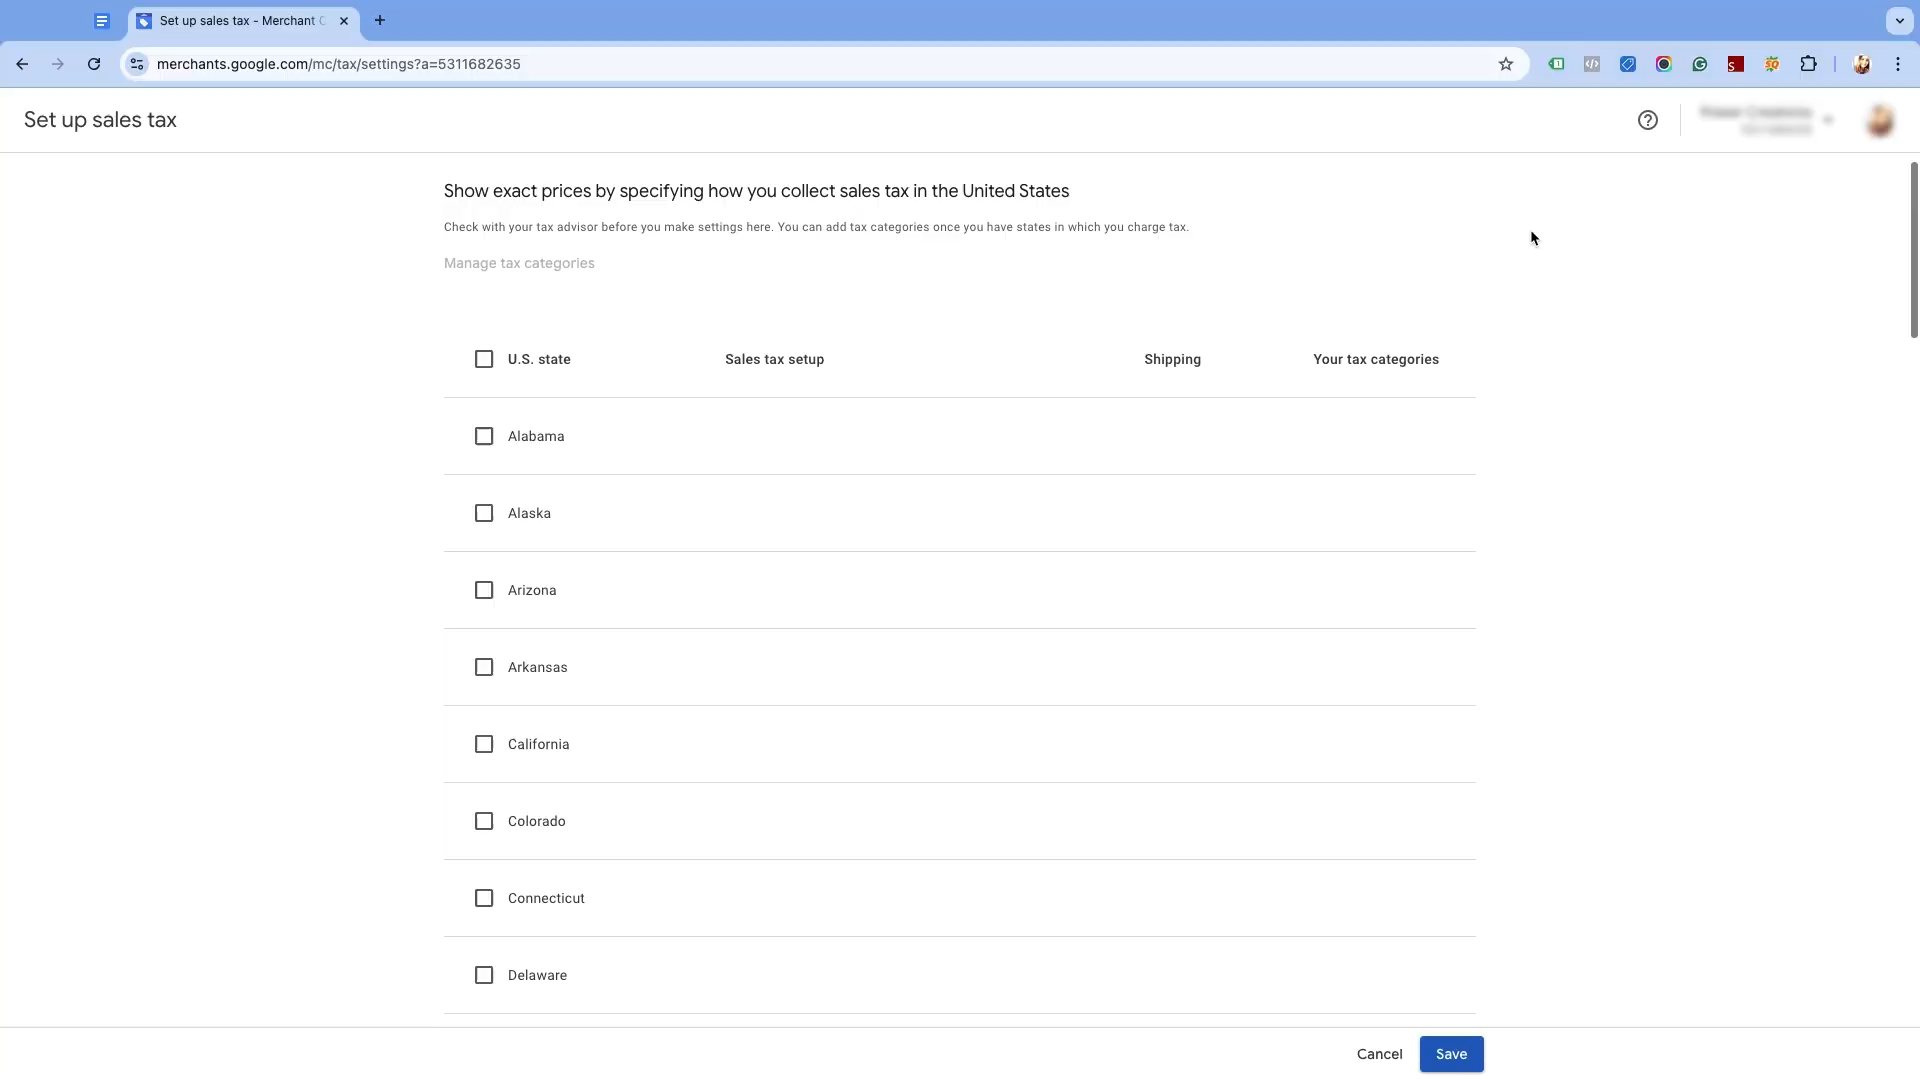 Set up sales tax - Merchant C
merchants.google.com/mc/tax/settings?a=5311682635
Set up sales tax
Show exact prices by specifying how you collect sales tax in the United States
Check with your tax advisor before you make settings here. You can add tax categories once you have states in which you charge tax.
Manage tax categories
U.S. state Sales tax setup Shipping Your tax categories
Alabama
Alaska
Arizona
Arkansas
California
Colorado
Connecticut
Delaware
Cancel Save